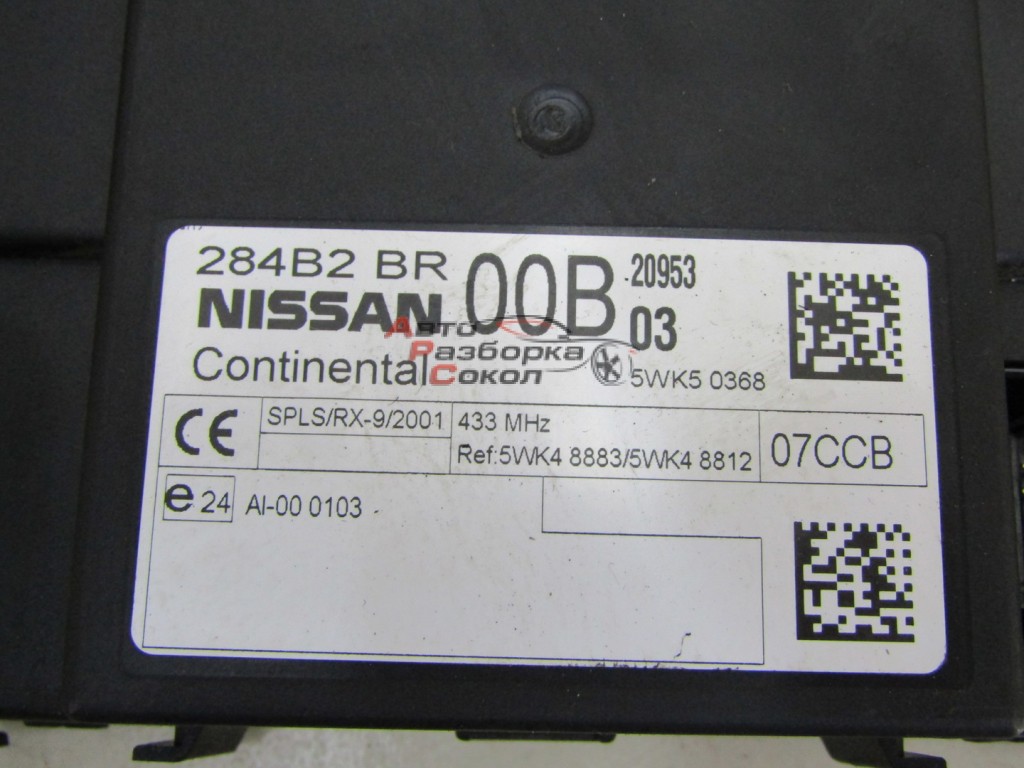 284B2 BR 00B 20953
NISSAN 03
Continental 5WK5 0368
Авто
Разборка
Сокол
CE SPLS/RX-9/2001 433 MHz
Ref:5WK4 8883/5WK4 8812 07CCB
e24 AI-00 0103